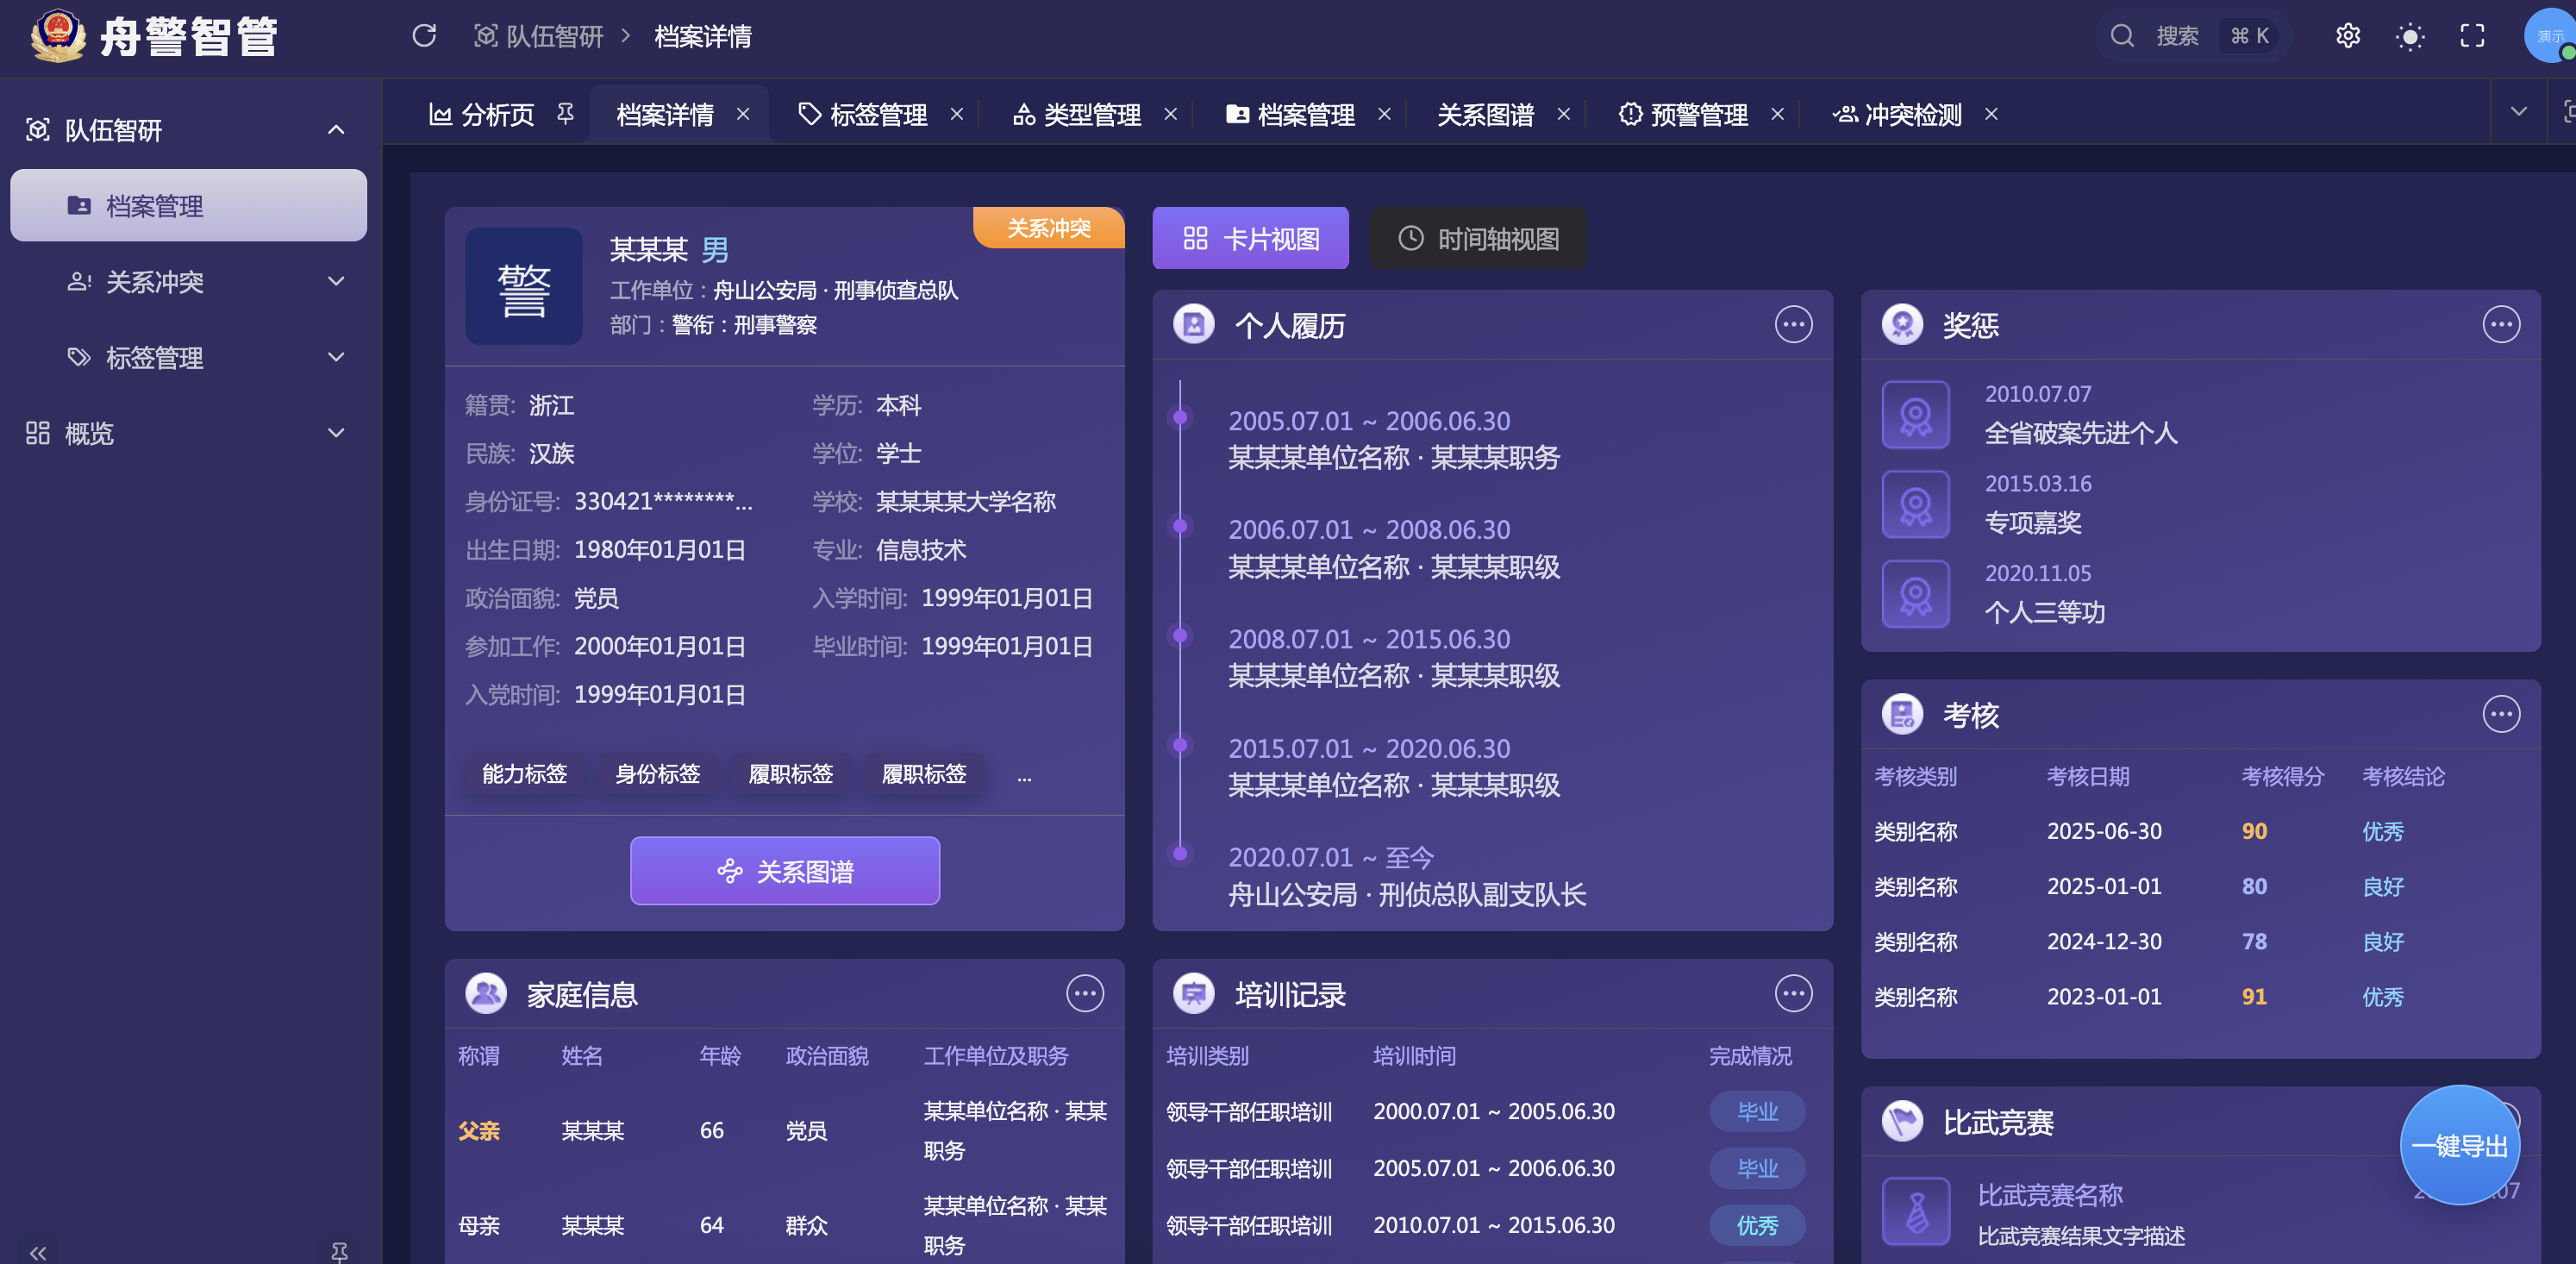 舟警智管
队伍智研 > 档案详情
搜索 ⌘ K
演示
队伍智研
档案管理
关系冲突
标签管理
概览
分析页
档案详情
标签管理
类型管理
档案管理
关系图谱
预警管理
冲突检测
关系冲突
警
某某某 男
工作单位：舟山公安局 · 刑事侦查总队
部门：警衔：刑事警察
籍贯: 浙江
学历: 本科
民族: 汉族
学位: 学士
身份证号: 330421********...
学校: 某某某某大学名称
出生日期: 1980年01月01日
专业: 信息技术
政治面貌: 党员
入学时间: 1999年01月01日
参加工作: 2000年01月01日
毕业时间: 1999年01月01日
入党时间: 1999年01月01日
能力标签 身份标签 履职标签 履职标签 ...
关系图谱
卡片视图
时间轴视图
个人履历
2005.07.01 ~ 2006.06.30
某某某单位名称 · 某某某职务
2006.07.01 ~ 2008.06.30
某某某单位名称 · 某某某职级
2008.07.01 ~ 2015.06.30
某某某单位名称 · 某某某职级
2015.07.01 ~ 2020.06.30
某某某单位名称 · 某某某职级
2020.07.01 ~ 至今
舟山公安局 · 刑侦总队副支队长
奖惩
2010.07.07
全省破案先进个人
2015.03.16
专项嘉奖
2020.11.05
个人三等功
考核
考核类别 考核日期 考核得分 考核结论
类别名称 2025-06-30 90 优秀
类别名称 2025-01-01 80 良好
类别名称 2024-12-30 78 良好
类别名称 2023-01-01 91 优秀
家庭信息
称谓 姓名 年龄 政治面貌 工作单位及职务
父亲 某某某 66 党员 某某单位名称 · 某某
职务
母亲 某某某 64 群众 某某单位名称 · 某某
职务
培训记录
培训类别 培训时间 完成情况
领导干部任职培训 2000.07.01 ~ 2005.06.30 毕业
领导干部任职培训 2005.07.01 ~ 2006.06.30 毕业
领导干部任职培训 2010.07.01 ~ 2015.06.30 优秀
比武竞赛
一键导出
比武竞赛名称
比武竞赛结果文字描述